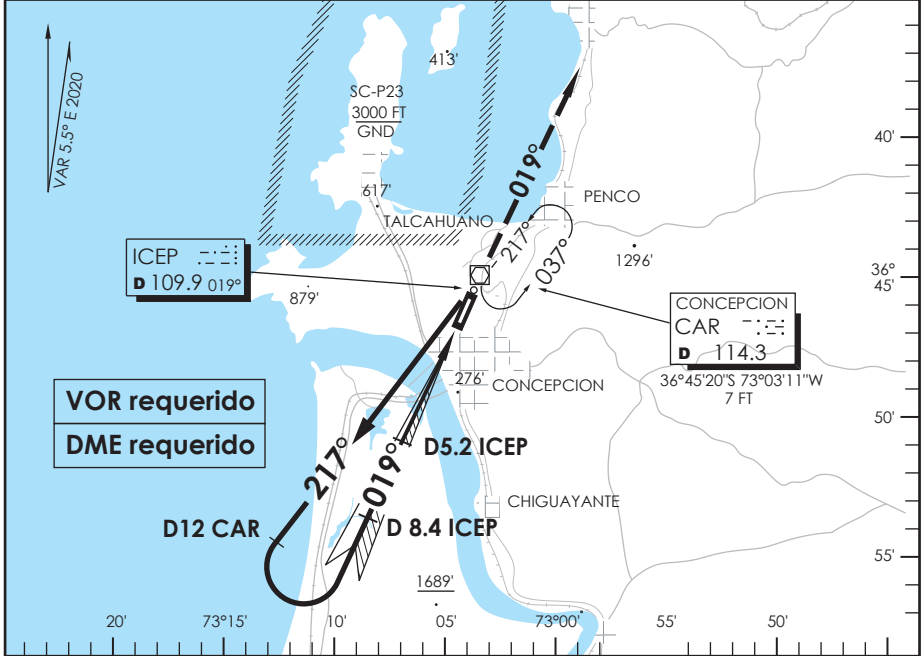 VAR 5.5° E 2020
413'
SC-P23
3000 FT
GND
617'
TALCAHUANO
PENCO
019°
217°
037°
1296'
ICEP
D 109.9 019°
879'
CONCEPCION
CAR
D 114.3
36°45'20"S 73°03'11"W
7 FT
VOR requerido
DME requerido
276'
CONCEPCION
D5.2 ICEP
217°
019°
D12 CAR
D 8.4 ICEP
CHIGUAYANTE
1689'
40'
36°
45'
50'
55'
20'
73°15'
10'
05'
73°00'
55'
50'